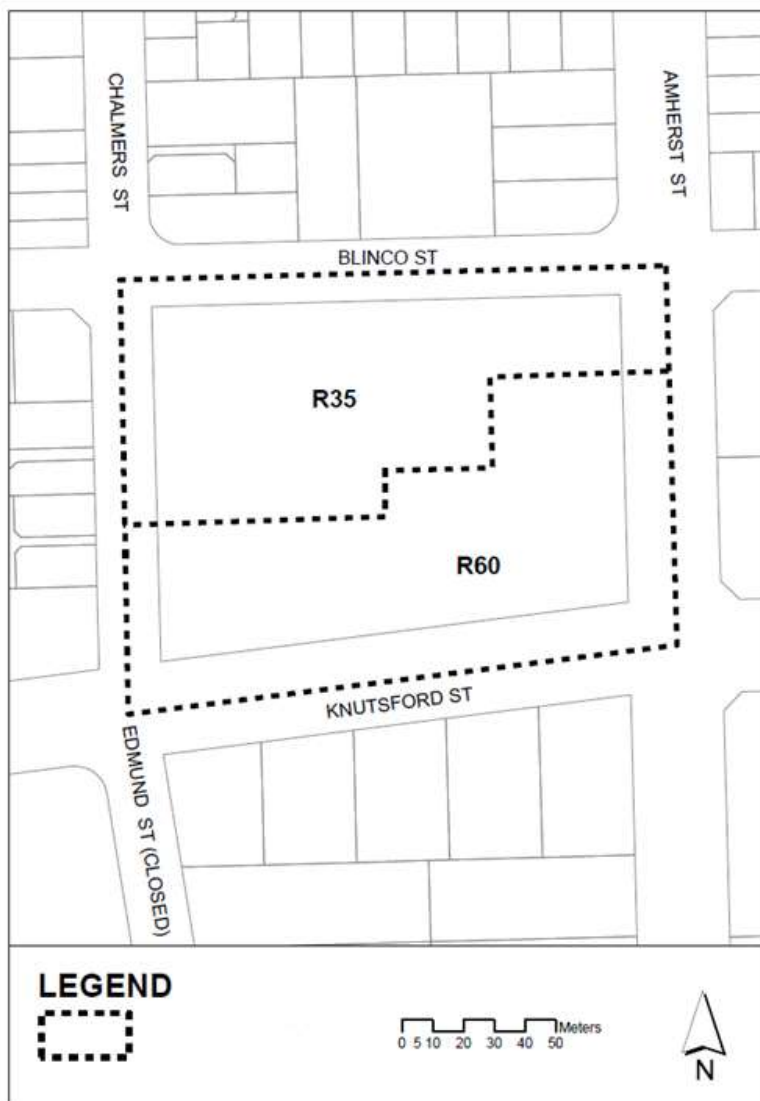 CHALMERS ST
AMHERST ST
BLINCO ST
R35
R60
KNUTSFORD ST
EDMUND ST (CLOSED)
LEGEND
Meters
0 5 10 20 30 40 50
N